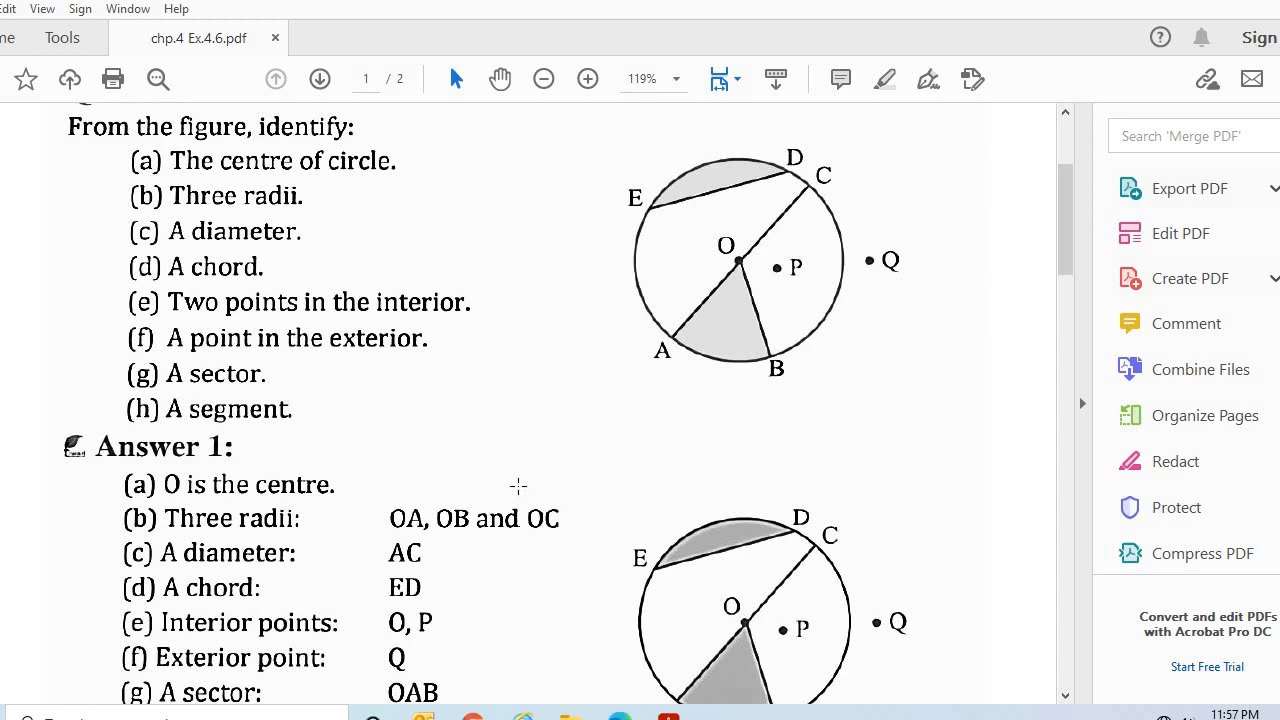 Edit View Sign Window Help
me Tools chp.4 Ex.4.6.pdf × Sign
1 / 2 119%
From the figure, identify:
(a) The centre of circle.
(b) Three radii.
(c) A diameter.
(d) A chord.
(e) Two points in the interior.
(f) A point in the exterior.
(g) A sector.
(h) A segment.
D
C
E
O
P
Q
A
B
Answer 1:
(a) O is the centre.
(b) Three radii: OA, OB and OC
(c) A diameter: AC
(d) A chord: ED
(e) Interior points: O, P
(f) Exterior point: Q
(g) A sector: OAB
D
C
E
O
P
Q
Search 'Merge PDF'
Export PDF
Edit PDF
Create PDF
Comment
Combine Files
Organize Pages
Redact
Protect
Compress PDF
Convert and edit PDFs
with Acrobat Pro DC
Start Free Trial
11:57 PM